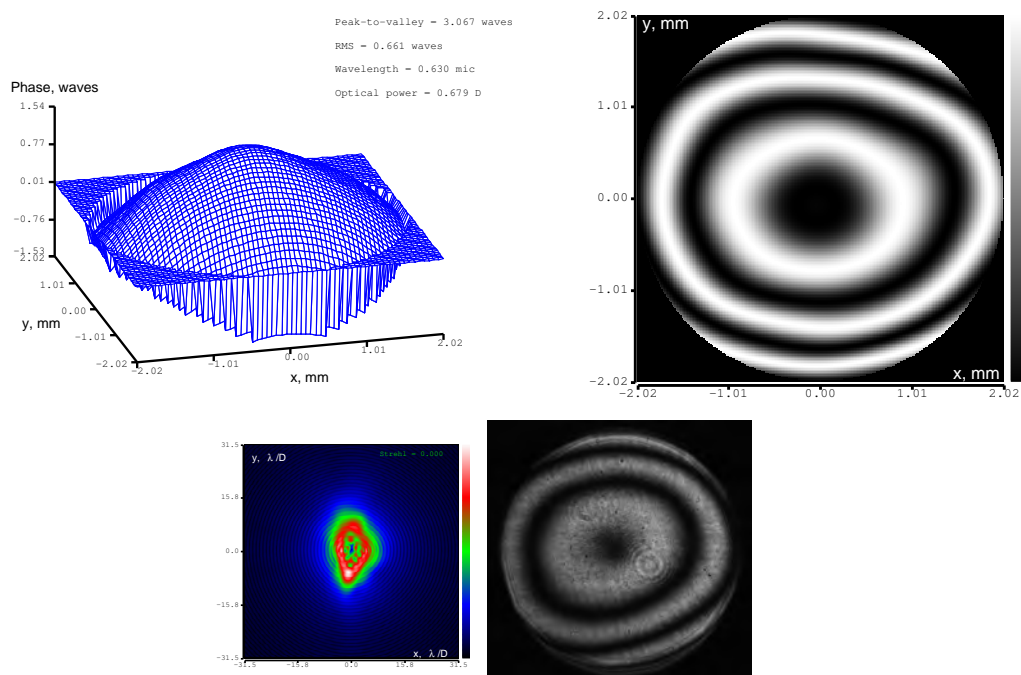 Peak-to-valley = 3.067 waves
RMS = 0.661 waves
Wavelength = 0.630 mic
Optical power = 0.679 D
Phase, waves
1.54
0.77
0.01
-0.76
-1.53
2.02
1.01
0.00
-1.01
-2.02
y, mm
-2.02
-1.01
0.00
1.01
2.02
x, mm
2.02
1.01
0.00
-1.01
-2.02
y, mm
x, mm
-2.02
-1.01
0.00
1.01
2.02
31.5
15.8
0.0
-15.8
-31.5
y, λ /D
Strehl = 0.000
x, λ /D
-31.5
-15.8
0.0
15.8
31.5